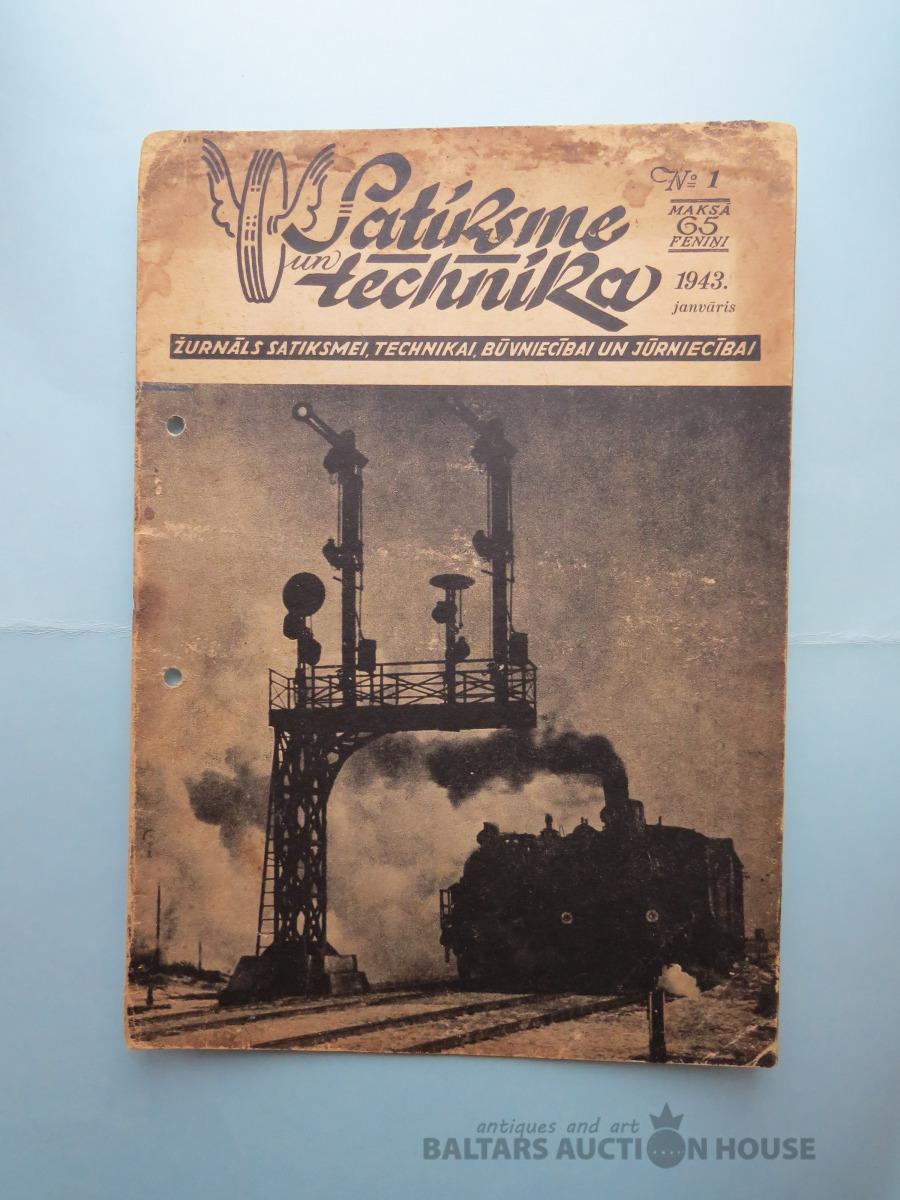 Satiksme
un
technika
№ 1
MAKSĀ
65
FENIŅI
1943.
janvāris
ŽURNĀLS SATIKSMEI, TECHNIKAI, BŪVNIECĪBAI UN JŪRNIECĪBAI
antiques and art
BALTARS AUCTION HOUSE